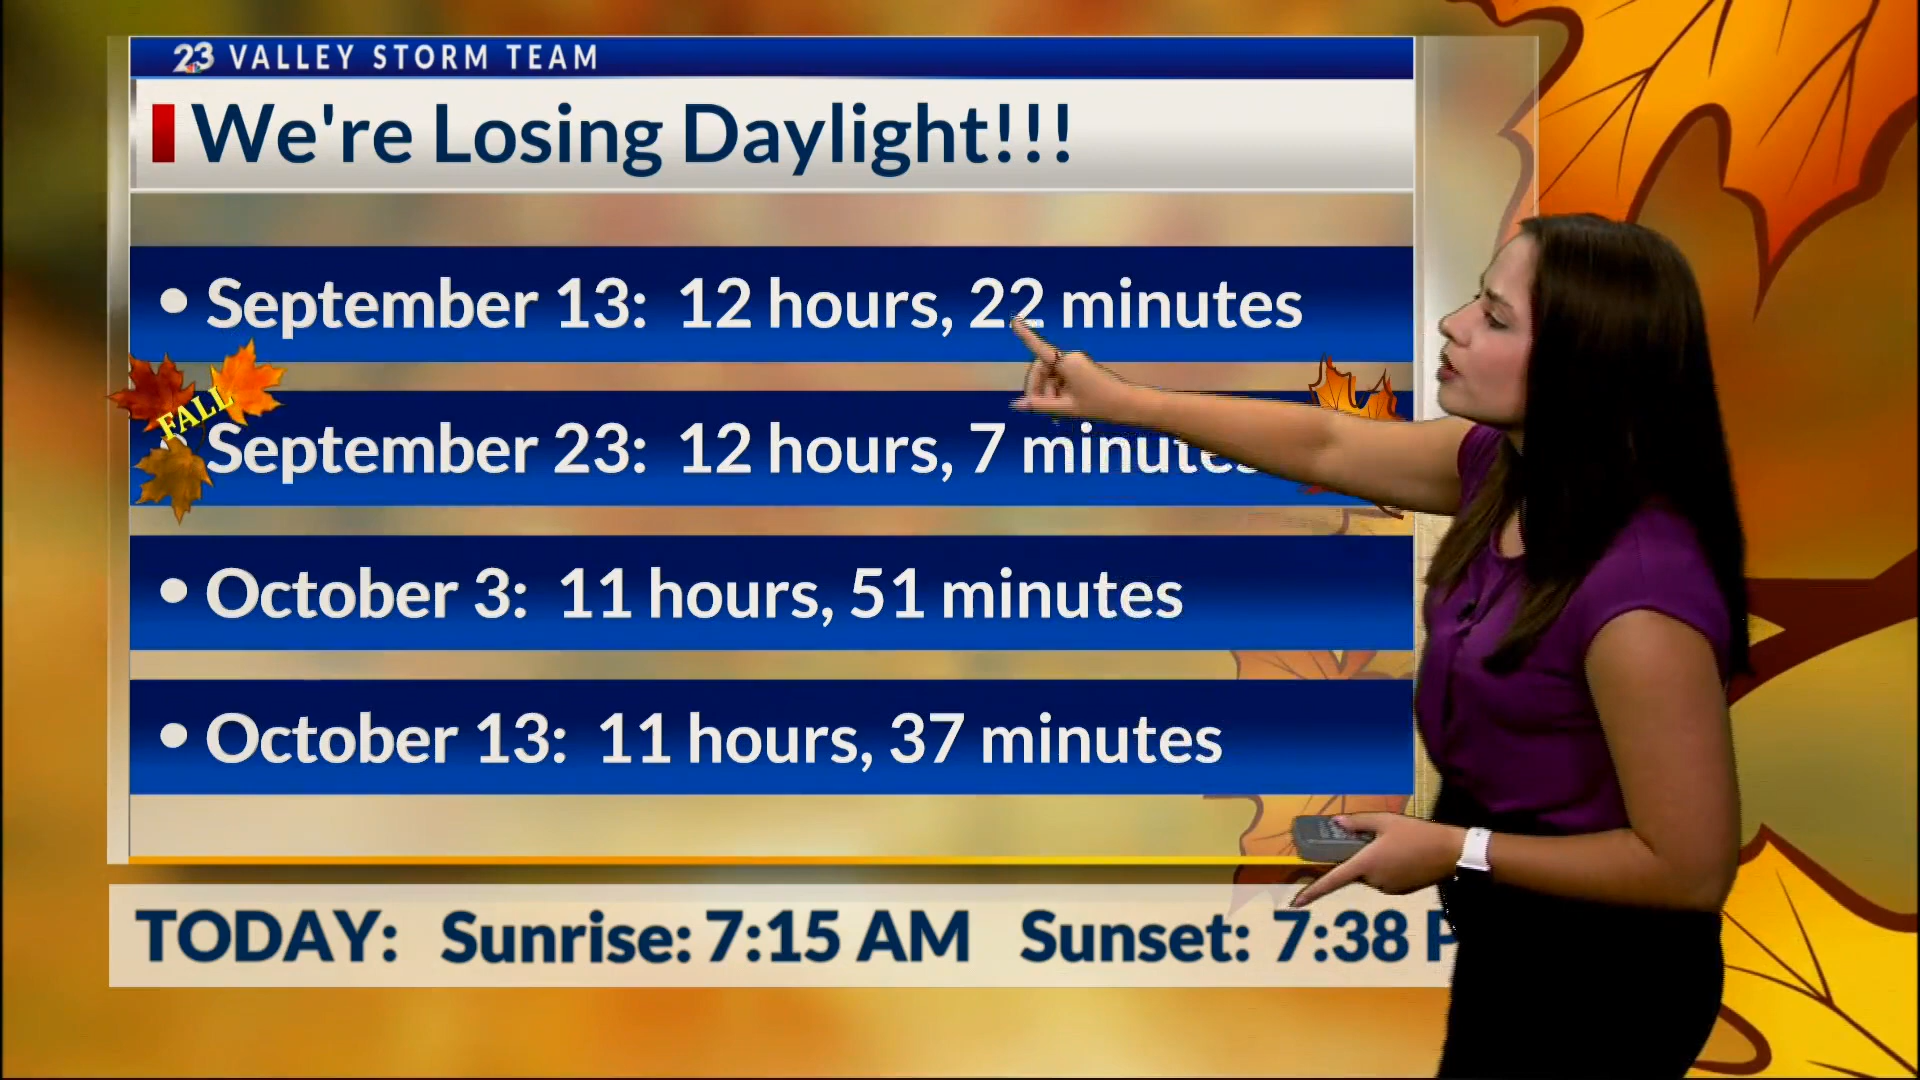 23 VALLEY STORM TEAM
We're Losing Daylight!!!
• September 13: 12 hours, 22 minutes
FALL
September 23: 12 hours, 7 minutes
• October 3: 11 hours, 51 minutes
• October 13: 11 hours, 37 minutes
TODAY: Sunrise: 7:15 AM Sunset: 7:38 P